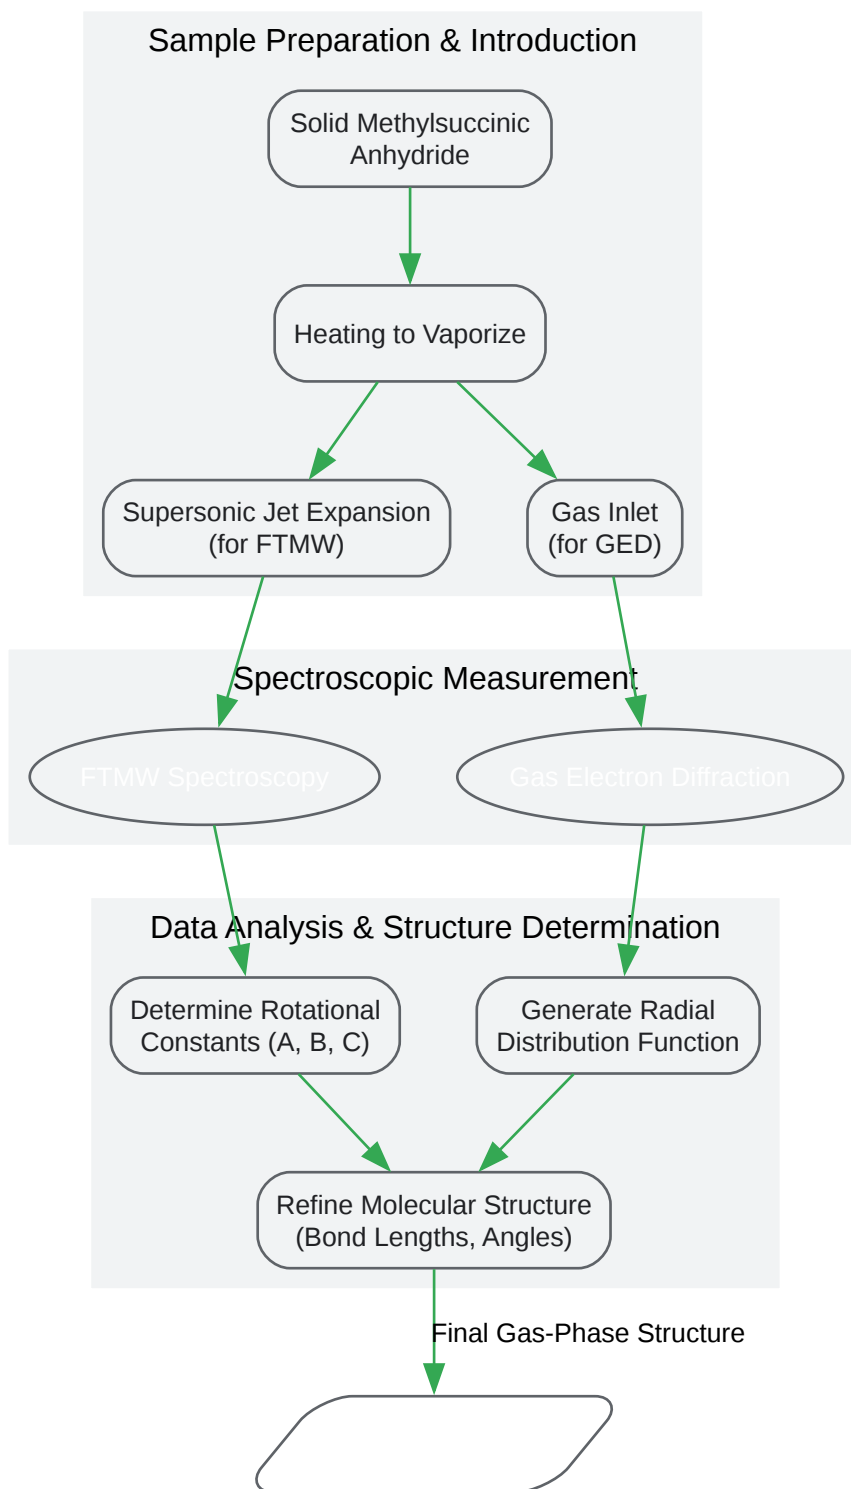 Sample Preparation & Introduction
Solid Methylsuccinic
Anhydride
Heating to Vaporize
Supersonic Jet Expansion
(for FTMW)
Gas Inlet
(for GED)
Spectroscopic Measurement
FTMW Spectroscopy
Gas Electron Diffraction
Data Analysis & Structure Determination
Determine Rotational
Constants (A, B, C)
Generate Radial
Distribution Function
Refine Molecular Structure
(Bond Lengths, Angles)
Final Gas-Phase Structure